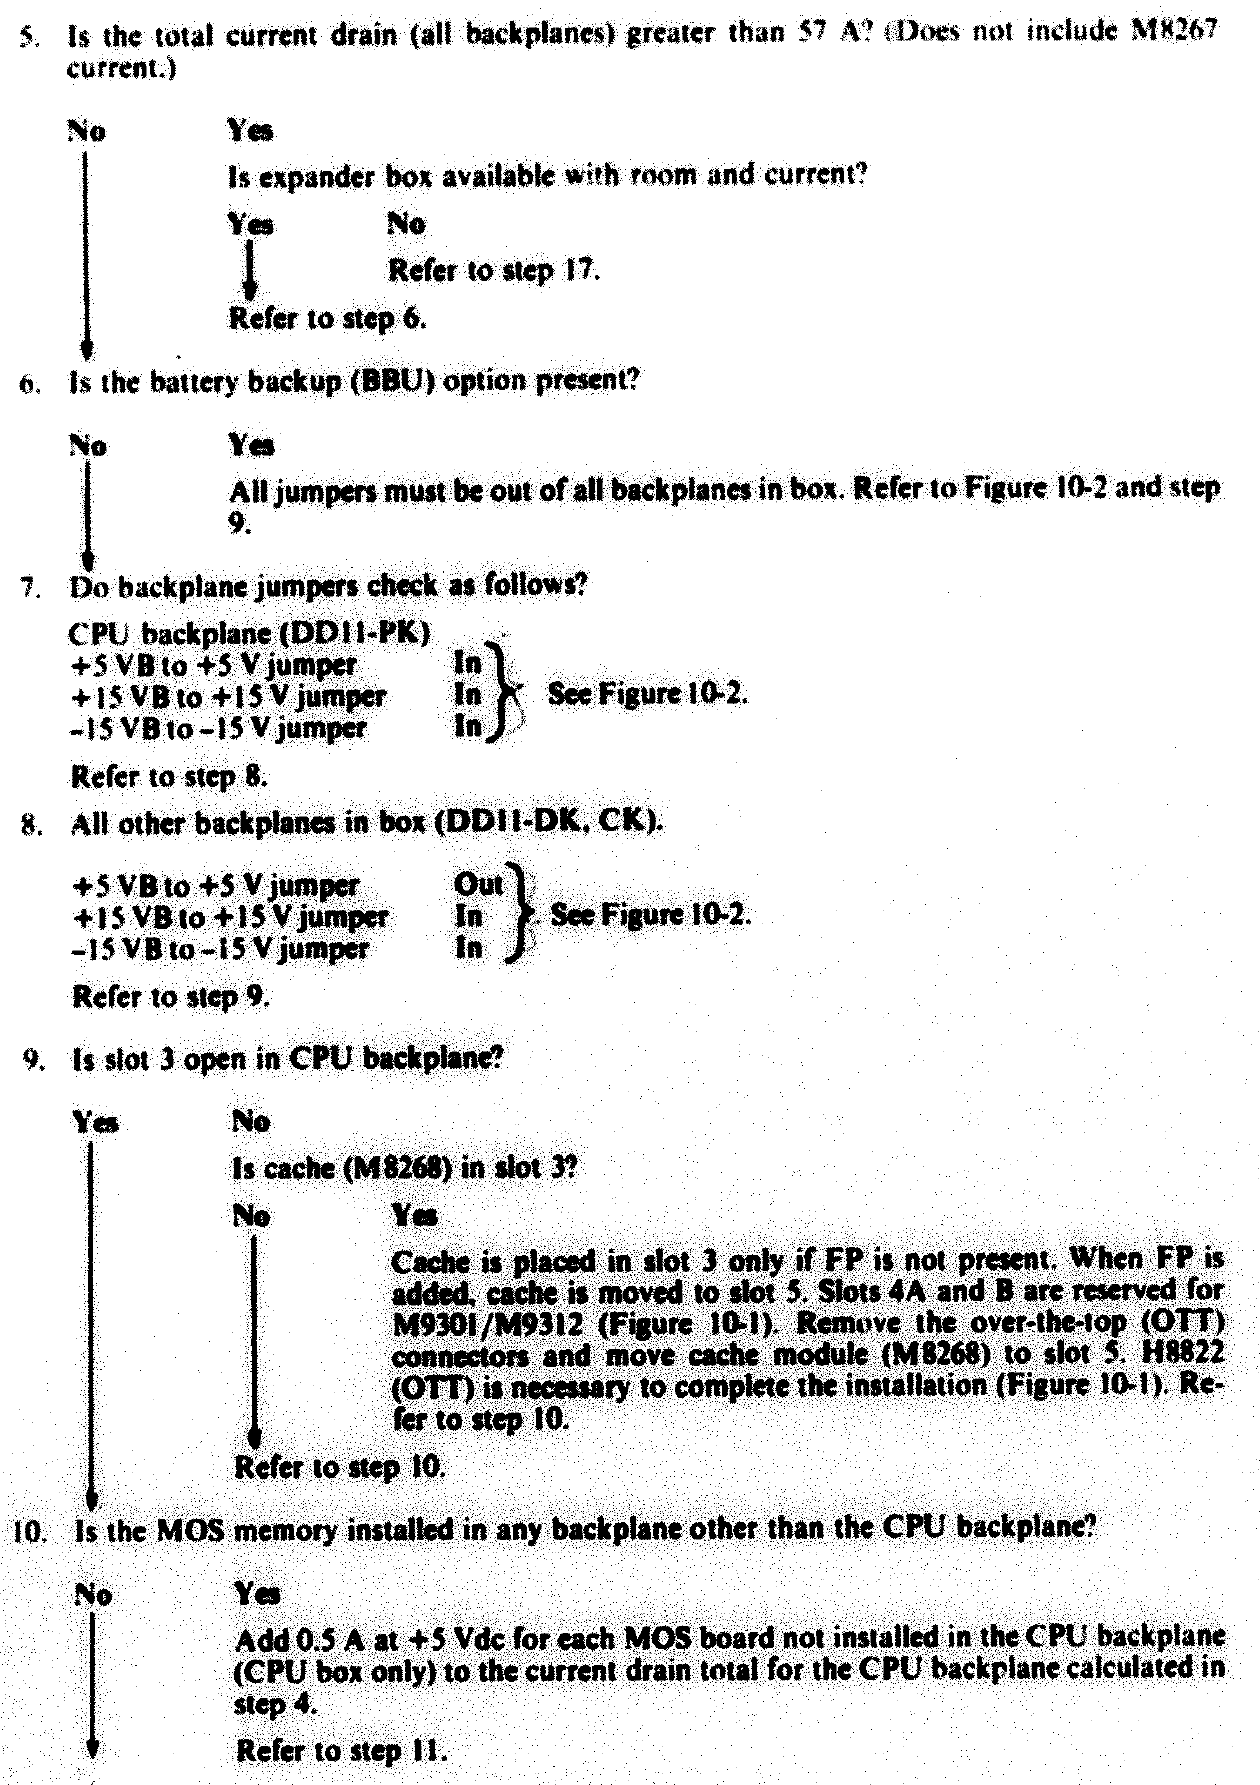 5. Is the total current drain (all backplanes) greater than 57 A? (Does not include M8267
current.)
No Yes
Is expander box available with room and current?
Yes No
Refer to step 17.
Refer to step 6.
6. Is the battery backup (BBU) option present?
No Yes
All jumpers must be out of all backplanes in box. Refer to Figure 10-2 and step
9.
7. Do backplane jumpers check as follows?
CPU backplane (DD11-PK)
+5 VB to +5 V jumper In
+15 VB to +15 V jumper In See Figure 10-2.
-15 VB to -15 V jumper In
Refer to step 8.
8. All other backplanes in box (DD11-DK, CK).
+5 VB to +5 V jumper Out
+15 VB to +15 V jumper In See Figure 10-2.
-15 VB to -15 V jumper In
Refer to step 9.
9. Is slot 3 open in CPU backplane?
Yes No
Is cache (M8268) in slot 3?
No Yes
Cache is placed in slot 3 only if FP is not present. When FP is
added, cache is moved to slot 5. Slots 4A and B are reserved for
M9301/M9312 (Figure 10-1). Remove the over-the-top (OTT)
connectors and move cache module (M8268) to slot 5. H8822
(OTT) is necessary to complete the installation (Figure 10-1). Re-
fer to step 10.
Refer to step 10.
10. Is the MOS memory installed in any backplane other than the CPU backplane?
No Yes
Add 0.5 A at +5 Vdc for each MOS board not installed in the CPU backplane
(CPU box only) to the current drain total for the CPU backplane calculated in
step 4.
Refer to step 11.